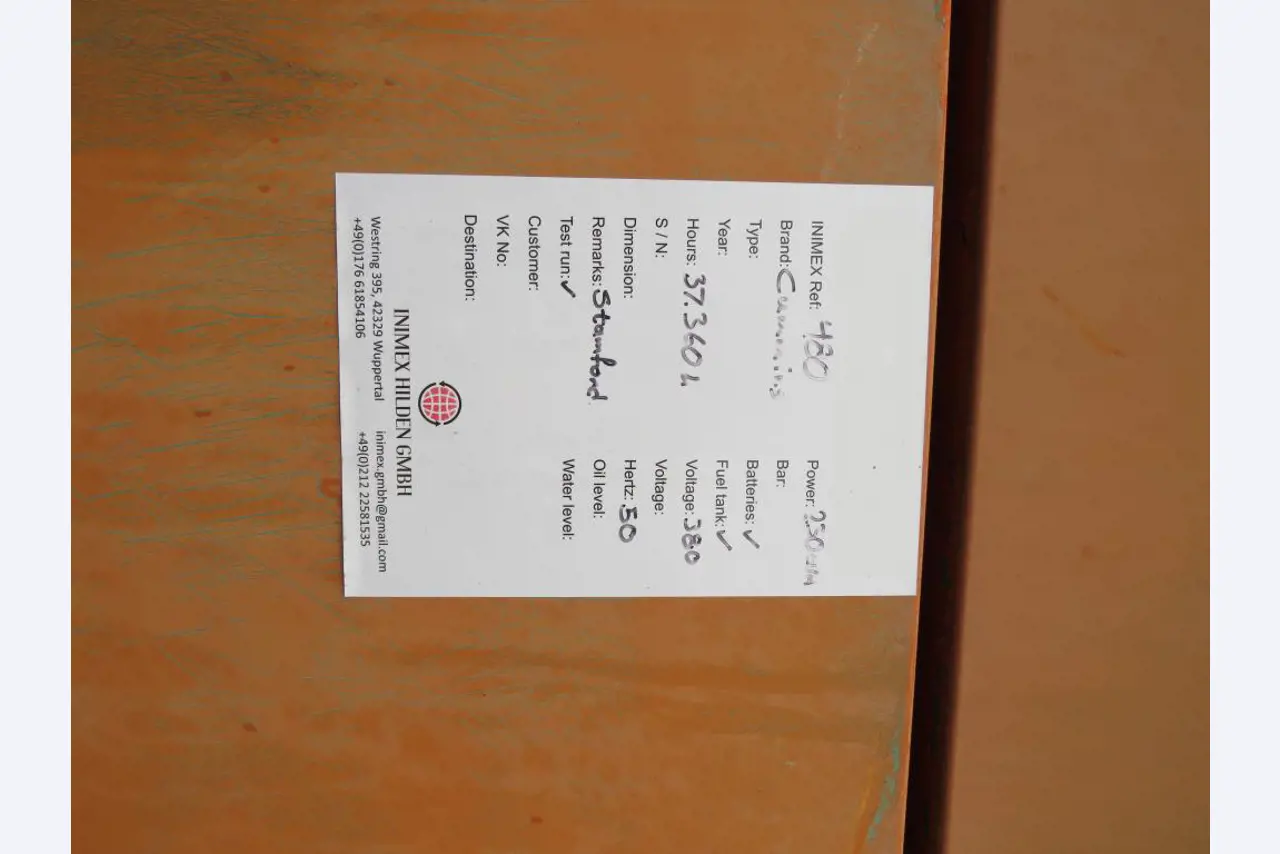 INIMEX Ref: 480
Power: 250
Brand: Cummins
Bar:
Type:
Batteries: ✓
Year:
Fuel tank: ✓
Hours: 37.360 h
Voltage: 380
S / N:
Voltage:
Dimension:
Hertz: 50
Remarks: Stamford
Oil level:
Test run: ✓
Water level:
Customer:
VK No:
Destination:
INIMEX HILDEN GMBH
Westring 395, 42329 Wuppertal
inimex.gmbh@gmail.com
+49(0)176 61854106
+49(0)212 22581535